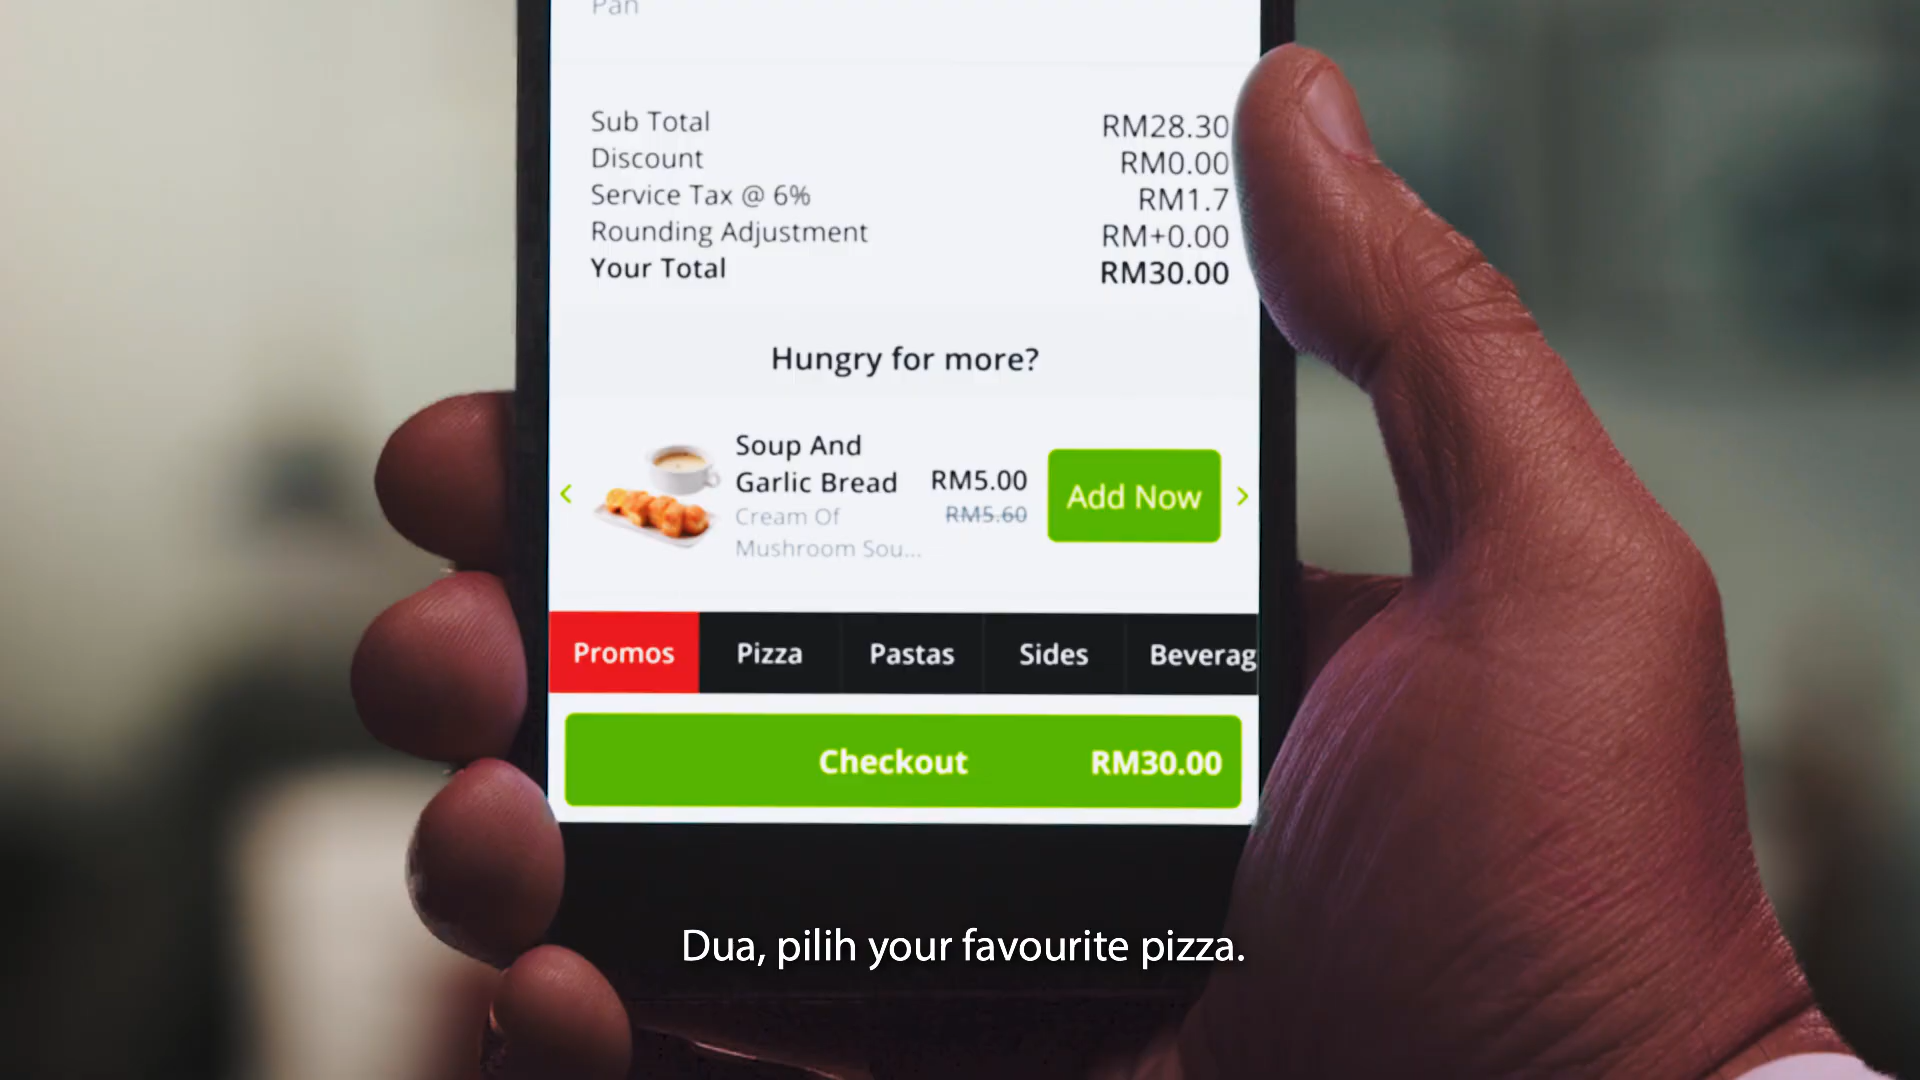 Pan
Sub Total RM28.30
Discount RM0.00
Service Tax @ 6% RM1.7
Rounding Adjustment RM+0.00
Your Total RM30.00
Hungry for more?
Soup And
Garlic Bread RM5.00
Cream Of RM5.60
Mushroom Sou...
Add Now
Promos Pizza Pastas Sides Beverag
Checkout RM30.00
Dua, pilih your favourite pizza.